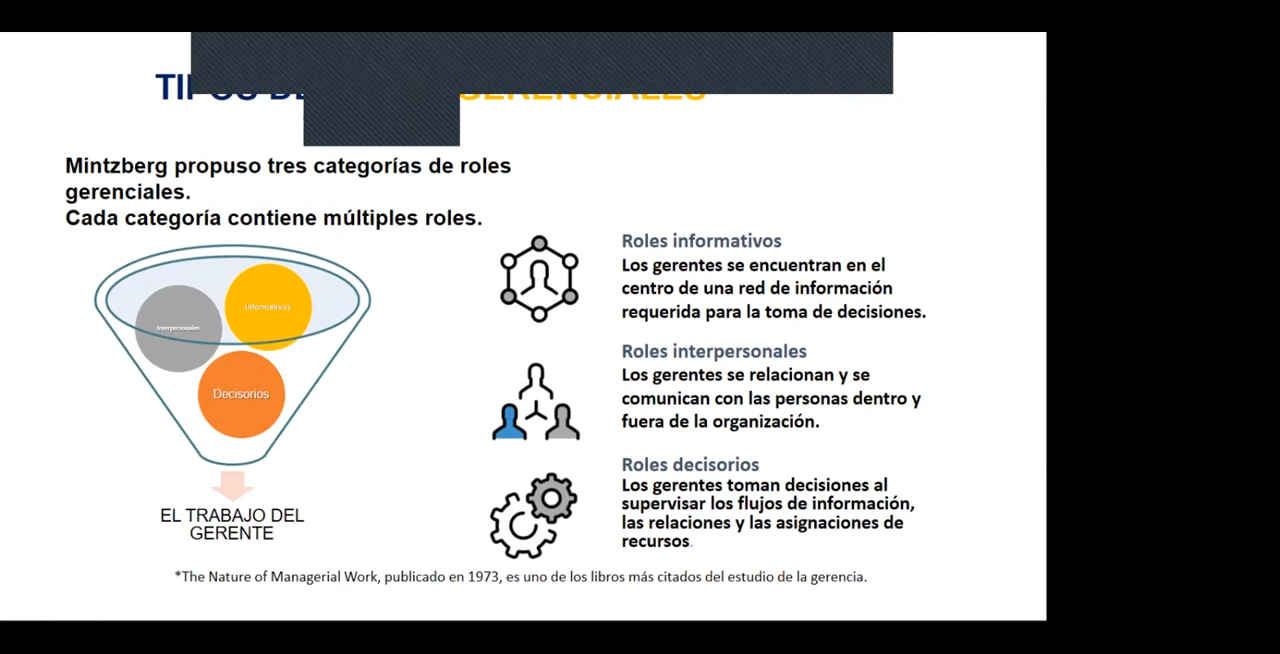 Mintzberg propuso tres categorías de roles
gerenciales.
Cada categoría contiene múltiples roles.
Interpersonales
Informativos
Decisorios
EL TRABAJO DEL
GERENTE
Roles informativos
Los gerentes se encuentran en el
centro de una red de información
requerida para la toma de decisiones.
Roles interpersonales
Los gerentes se relacionan y se
comunican con las personas dentro y
fuera de la organización.
Roles decisorios
Los gerentes toman decisiones al
supervisar los flujos de información,
las relaciones y las asignaciones de
recursos.
*The Nature of Managerial Work, publicado en 1973, es uno de los libros más citados del estudio de la gerencia.